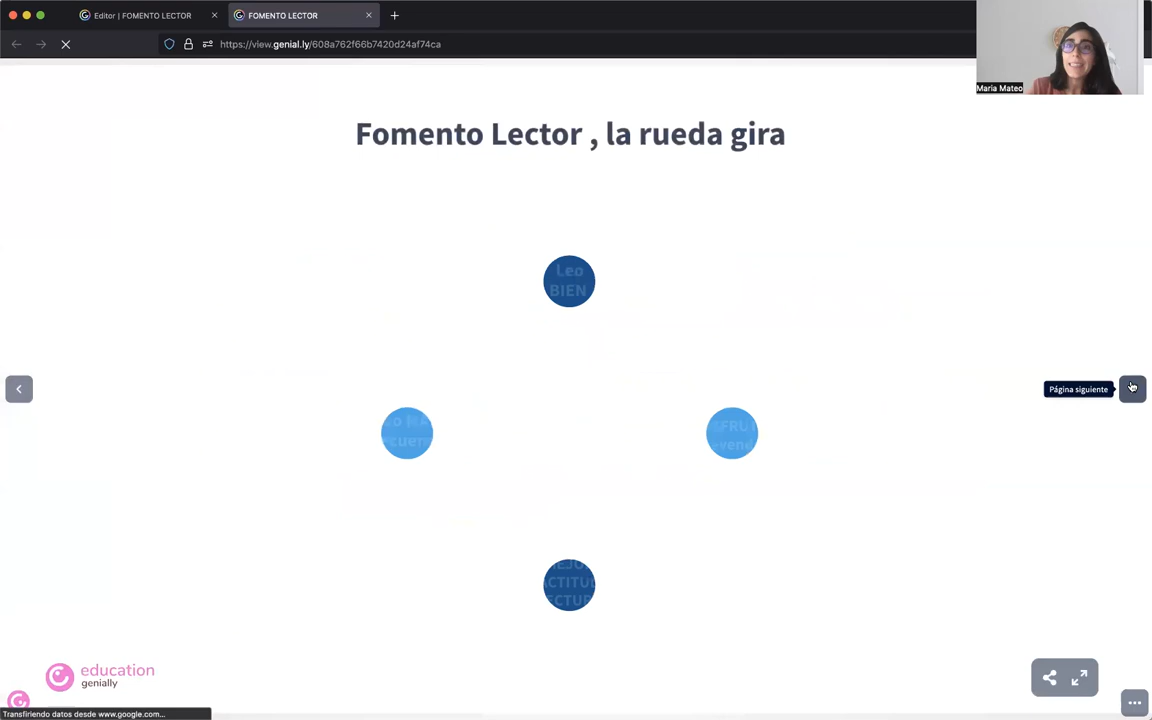 Editor | FOMENTO LECTOR
FOMENTO LECTOR
https://view.genial.ly/608a762f66b7420d24af74ca
Maria Mateo
Fomento Lector , la rueda gira
Leo
BIEN
Página siguiente
education
genially
Transfiriendo datos desde www.google.com...